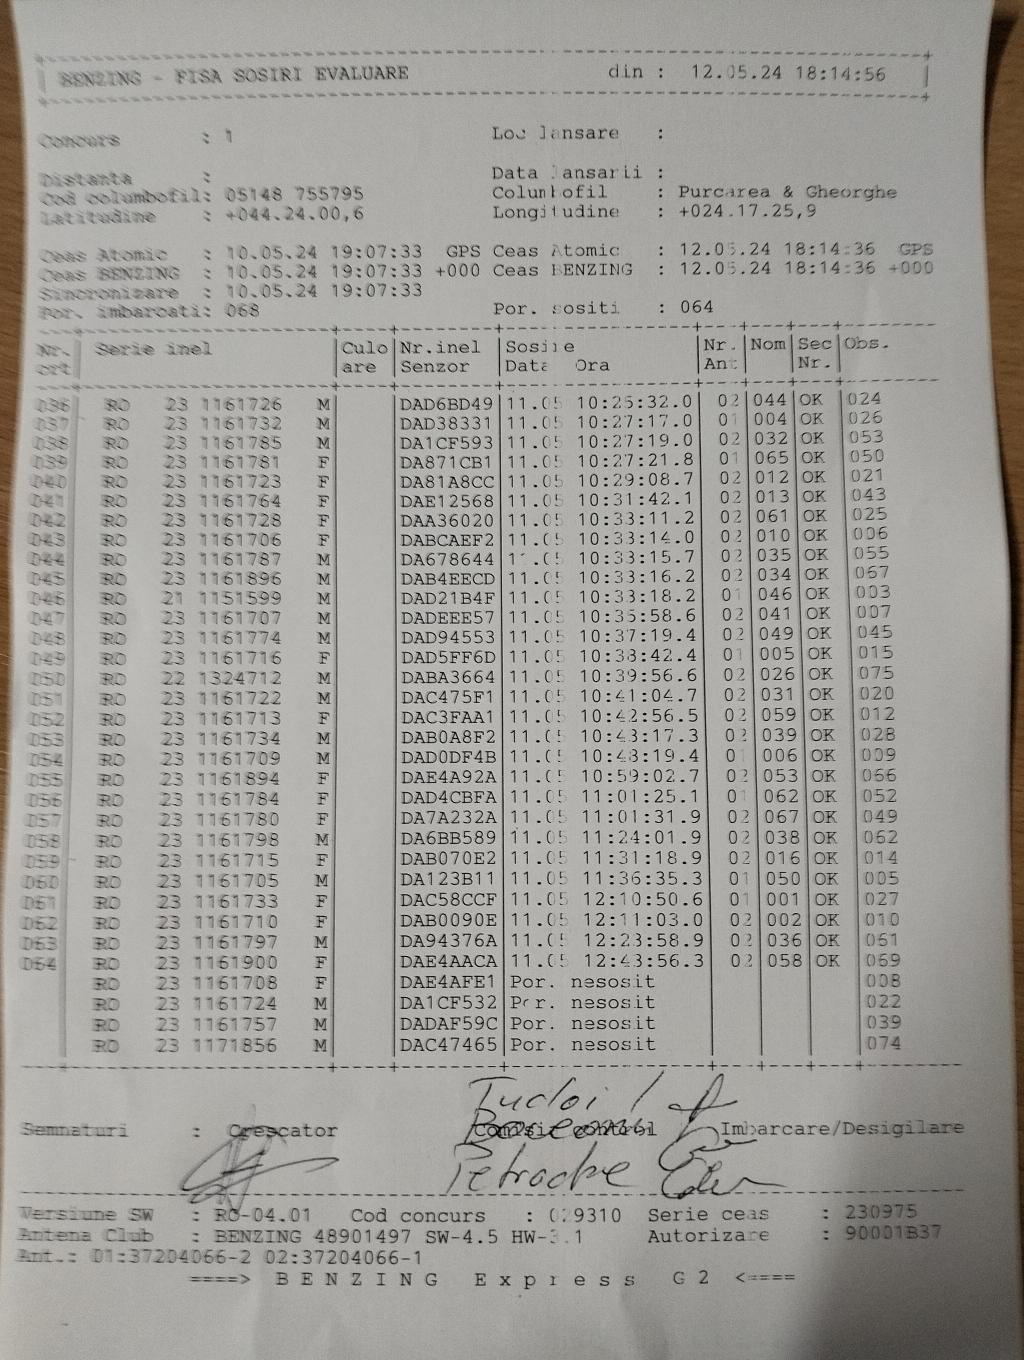 BENZING - FISA SOSIRI EVALUARE din : 12.05.24 18:14:56
Concurs : 1 Loc lansare :
Distanta : Data lansarii :
Cod columbofil: 05148 755795 Columbofil : Purcarea & Gheorghe
Latitudine : +044.24.00,6 Longitudine : +024.17.25,9
Ceas Atomic : 10.05.24 19:07:33 GPS Ceas Atomic : 12.05.24 18:14:36 GPS
Ceas BENZING : 10.05.24 19:07:33 +000 Ceas BENZING : 12.05.24 18:14:36 +000
Sincronizare : 10.05.24 19:07:33
Por. imbarcati: 068 Por. sositi : 064
Nr. Serie inel Culo Nr.inel Sosire Nr. Nom Sec Obs.
crt are Senzor Data Ora Ant Nr.
036 RO 23 1161726 M DAD6BD49 11.05 10:25:32.0 02 044 OK 024
037 RO 23 1161732 M DAD38331 11.05 10:27:17.0 01 004 OK 026
038 RO 23 1161785 M DA1CF593 11.05 10:27:19.0 02 032 OK 053
039 RO 23 1161781 F DA871CB1 11.05 10:27:21.8 01 065 OK 050
040 RO 23 1161723 F DA81A8CC 11.05 10:29:08.7 02 012 OK 021
041 RO 23 1161764 F DAE12568 11.05 10:31:42.1 02 013 OK 043
042 RO 23 1161728 F DAA36020 11.05 10:33:11.2 02 061 OK 025
043 RO 23 1161706 F DABCAEF2 11.05 10:33:14.0 02 010 OK 006
044 RO 23 1161787 M DA678644 11.05 10:33:15.7 02 035 OK 055
045 RO 23 1161896 M DAB4EECD 11.05 10:33:16.2 02 034 OK 067
046 RO 21 1151599 M DAD21B4F 11.05 10:33:18.2 01 046 OK 003
047 RO 23 1161707 M DADEEE57 11.05 10:35:58.6 02 041 OK 007
048 RO 23 1161774 M DAD94553 11.05 10:37:19.4 02 049 OK 045
049 RO 23 1161716 F DAD5FF6D 11.05 10:38:42.4 01 005 OK 015
050 RO 22 1324712 M DABA3664 11.05 10:39:56.6 02 026 OK 075
051 RO 23 1161722 M DAC475F1 11.05 10:41:04.7 02 031 OK 020
052 RO 23 1161713 F DAC3FAA1 11.05 10:42:56.5 02 059 OK 012
053 RO 23 1161734 M DAB0A8F2 11.05 10:43:17.3 02 039 OK 028
054 RO 23 1161709 M DAD0DF4B 11.05 10:48:19.4 01 006 OK 009
055 RO 23 1161894 F DAE4A92A 11.05 10:59:02.7 02 053 OK 066
056 RO 23 1161784 F DAD4CBFA 11.05 11:01:25.1 01 062 OK 052
057 RO 23 1161780 F DA7A232A 11.05 11:01:31.9 02 067 OK 049
058 RO 23 1161798 M DA6BB589 11.05 11:24:01.9 02 038 OK 062
059 RO 23 1161715 F DAB070E2 11.05 11:31:18.9 02 016 OK 014
060 RO 23 1161705 M DA123B11 11.05 11:36:35.3 01 050 OK 005
061 RO 23 1161733 F DAC58CCF 11.05 12:10:50.6 01 001 OK 027
062 RO 23 1161710 F DAB0090E 11.05 12:11:03.0 02 002 OK 010
063 RO 23 1161797 M DA94376A 11.05 12:23:58.9 02 036 OK 061
064 RO 23 1161900 F DAE4AACA 11.05 12:43:56.3 02 058 OK 069
RO 23 1161708 F DAE4AFE1 Por. nesosit 008
RO 23 1161724 M DA1CF532 Por. nesosit 022
RO 23 1161757 M DADAF59C Por. nesosit 039
RO 23 1171856 M DAC47465 Por. nesosit 074
Semnaturi : Crescator Comisie control Imbarcare/Desigilare
Petrache
Versiune SW : RO-04.01 Cod concurs : 029310 Serie ceas : 230975
Antena Club : BENZING 48901497 SW-4.5 HW-3.1 Autorizare : 90001B37
Ant.: 01:37204066-2 02:37204066-1
====> B E N Z I N G E x p r e s s G 2 <====